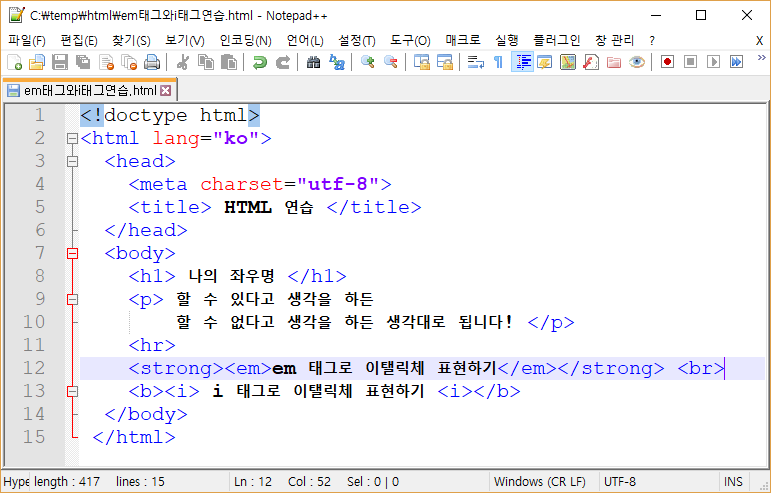 C:\temp\html\em태그와i태그연습.html - Notepad++
파일(F) 편집(E) 찾기(S) 보기(V) 인코딩(N) 언어(L) 설정(T) 도구(O) 매크로 실행 플러그인 창 관리 ? X
em태그와i태그연습.html
1 <!doctype html>
2 <html lang="ko">
3 <head>
4 <meta charset="utf-8">
5 <title> HTML 연습 </title>
6 </head>
7 <body>
8 <h1> 나의 좌우명 </h1>
9 <p> 할 수 있다고 생각을 하든
10 할 수 없다고 생각을 하든 생각대로 됩니다! </p>
11 <hr>
12 <strong><em>em 태그로 이탤릭체 표현하기</em></strong> <br>
13 <b><i> i 태그로 이탤릭체 표현하기 <i></b>
14 </body>
15 </html>
Hype length : 417 lines : 15 Ln : 12 Col : 52 Sel : 0 | 0 Windows (CR LF) UTF-8 INS